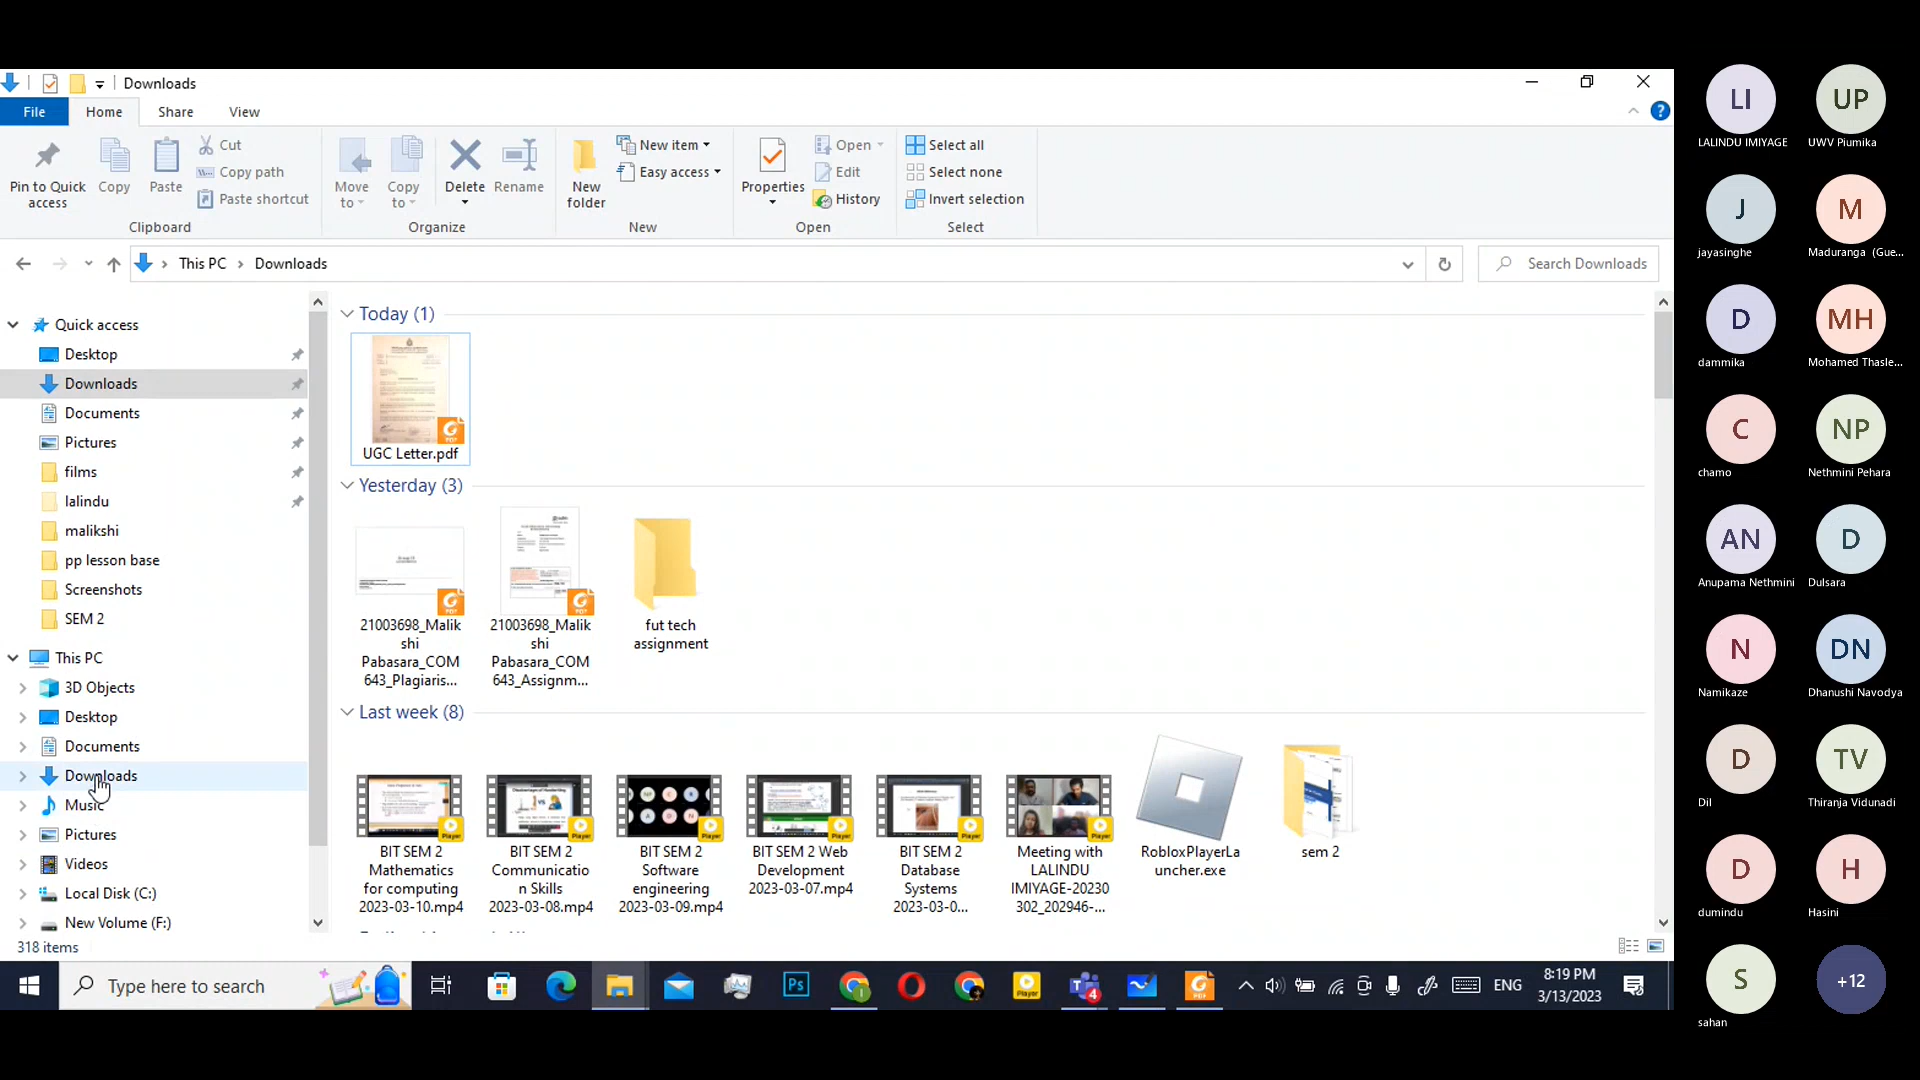 Downloads
File Home Share View
Pin to Quick access
Copy
Paste
Cut
Copy path
Paste shortcut
Clipboard
Move to
Copy to
Delete
Rename
Organize
New folder
New item
Easy access
New
Properties
Open
Edit
History
Open
Select all
Select none
Invert selection
Select
This PC > Downloads
Search Downloads
Quick access
Desktop
Downloads
Documents
Pictures
films
lalindu
malikshi
pp lesson base
Screenshots
SEM 2
This PC
3D Objects
Desktop
Documents
Downloads
Music
Pictures
Videos
Local Disk (C:)
New Volume (F:)
318 items
Today (1)
UGC Letter.pdf
Yesterday (3)
21003698_Malik
shi
Pabasara_COM
643_Plagiaris...
21003698_Malik
shi
Pabasara_COM
643_Assignm...
fut tech
assignment
Last week (8)
BIT SEM 2
Mathematics
for computing
2023-03-10.mp4
BIT SEM 2
Communicatio
n Skills
2023-03-08.mp4
BIT SEM 2
Software
engineering
2023-03-09.mp4
BIT SEM 2 Web
Development
2023-03-07.mp4
BIT SEM 2
Database
Systems
2023-03-0...
Meeting with
LALINDU
IMIYAGE-20230
302_202946-...
RobloxPlayerLa
uncher.exe
sem 2
Type here to search
ENG
8:19 PM
3/13/2023
LI
LALINDU IMIYAGE
UP
UWV Piumika
J
jayasinghe
M
Maduranga (Gue...
D
dammika
MH
Mohamed Thasle...
C
chamo
NP
Nethmini Pehara
AN
Anupama Nethmini
D
Dulsara
N
Namikaze
DN
Dhanushi Navodya
D
Dil
TV
Thiranja Vidunadi
D
dumindu
H
Hasini
S
sahan
+12